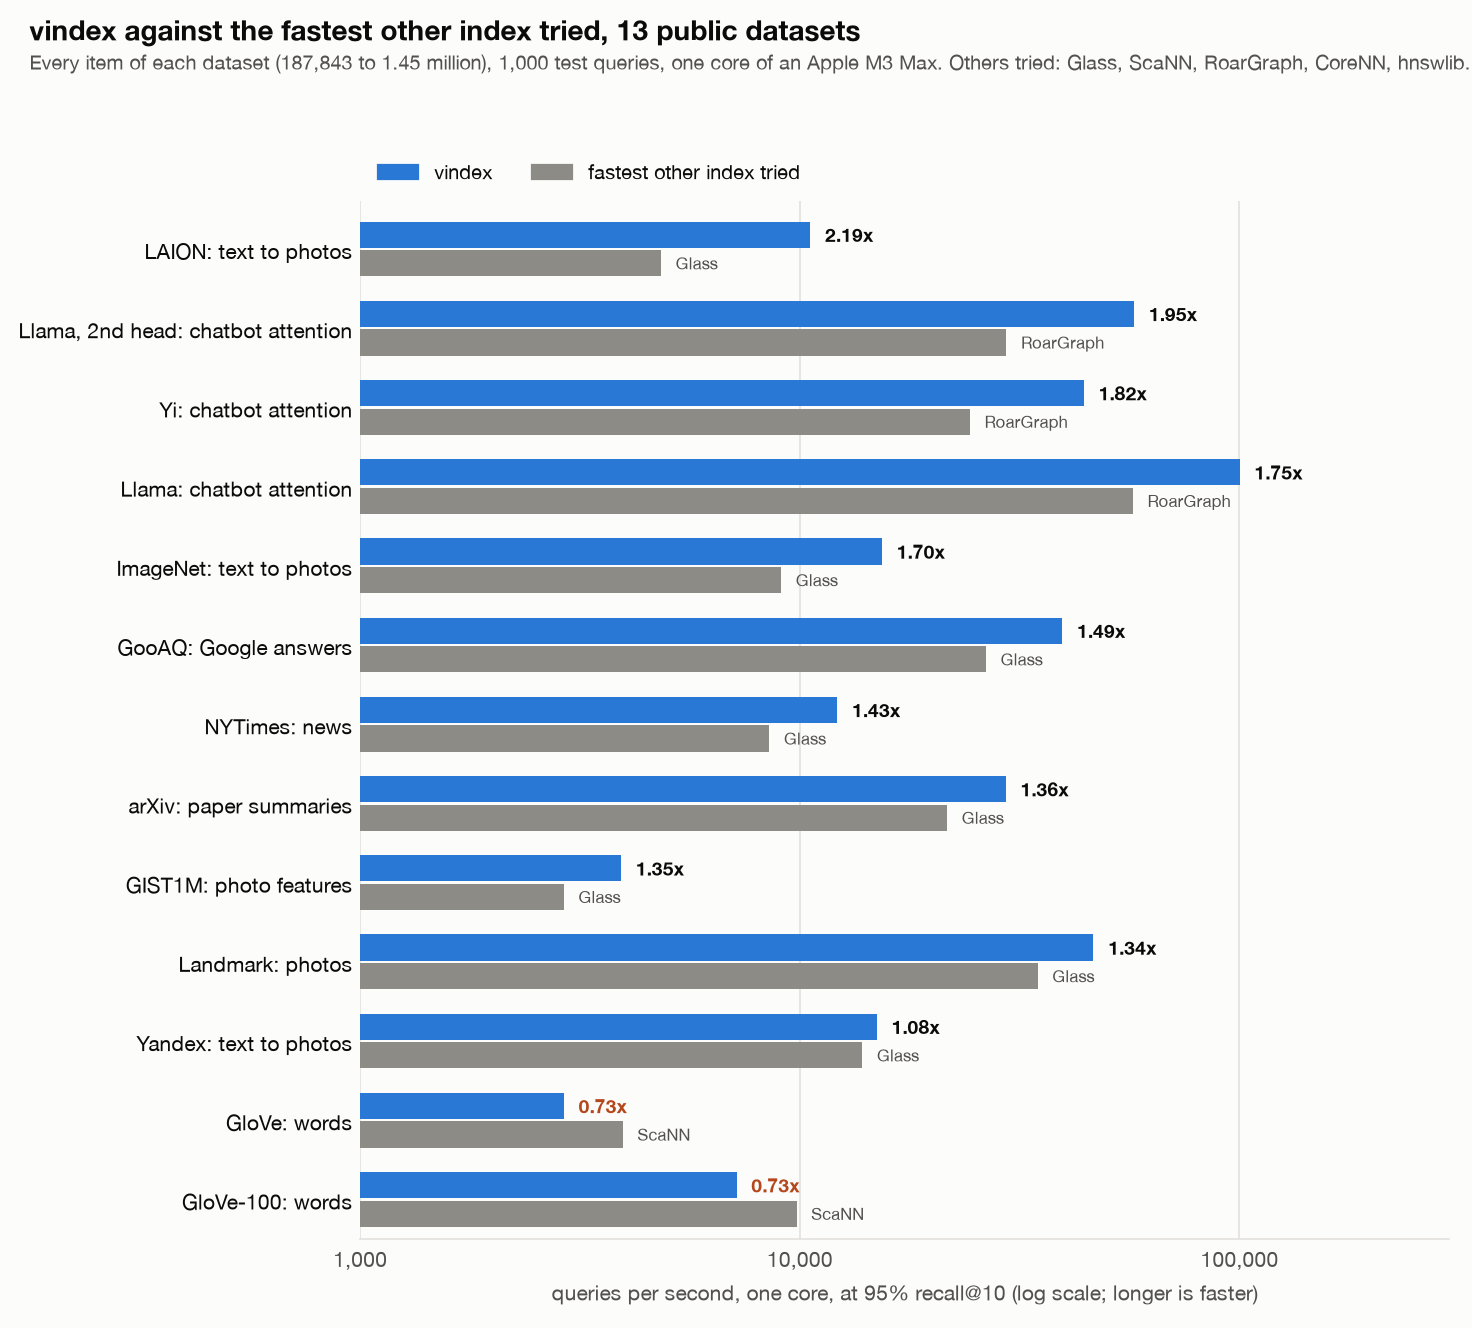 vindex against the fastest other index tried, 13 public datasets
Every item of each dataset (187,843 to 1.45 million), 1,000 test queries, one core of an Apple M3 Max. Others tried: Glass, ScaNN, RoarGraph, CoreNN, hnswlib.
vindex
fastest other index tried
LAION: text to photos
2.19x
Glass
Llama, 2nd head: chatbot attention
1.95x
RoarGraph
Yi: chatbot attention
1.82x
RoarGraph
Llama: chatbot attention
1.75x
RoarGraph
ImageNet: text to photos
1.70x
Glass
GooAQ: Google answers
1.49x
Glass
NYTimes: news
1.43x
Glass
arXiv: paper summaries
1.36x
Glass
GIST1M: photo features
1.35x
Glass
Landmark: photos
1.34x
Glass
Yandex: text to photos
1.08x
Glass
GloVe: words
0.73x
ScaNN
GloVe-100: words
0.73x
ScaNN
1,000
10,000
100,000
queries per second, one core, at 95% recall@10 (log scale; longer is faster)